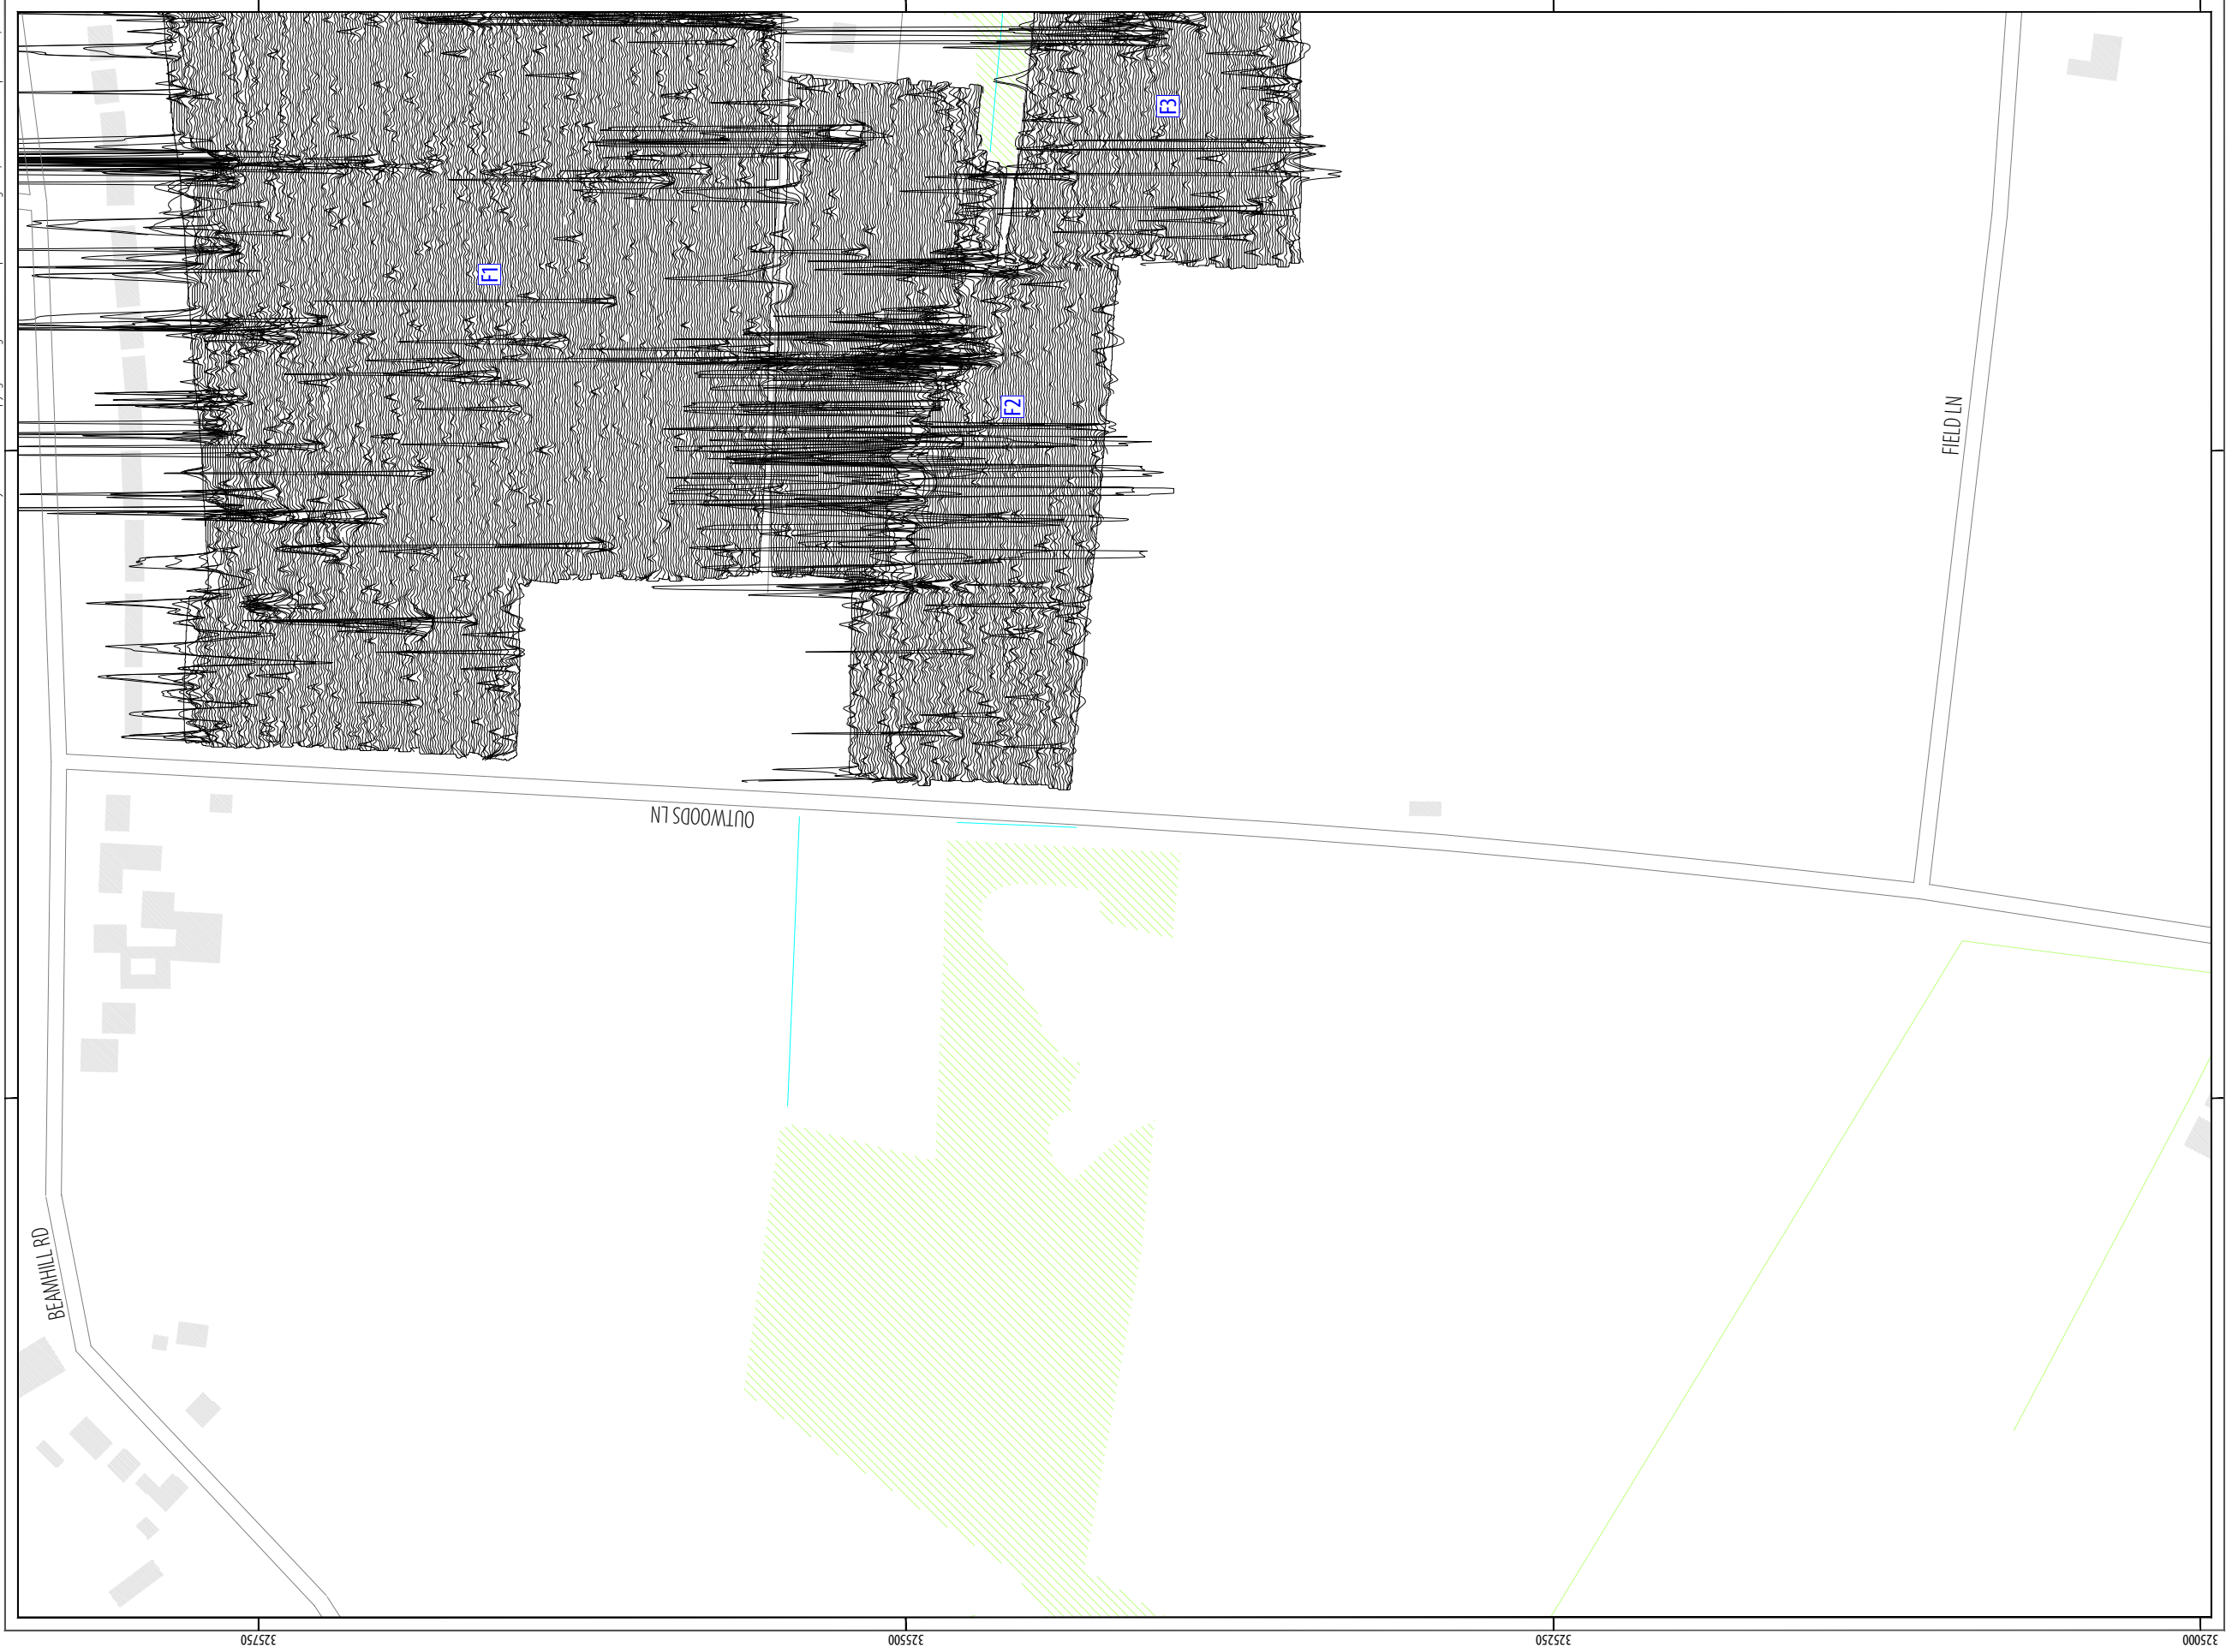 F1
F2
F3
FIELD LN
OUTWOODS LN
BEAMHILL RD
325750
325500
325250
325000